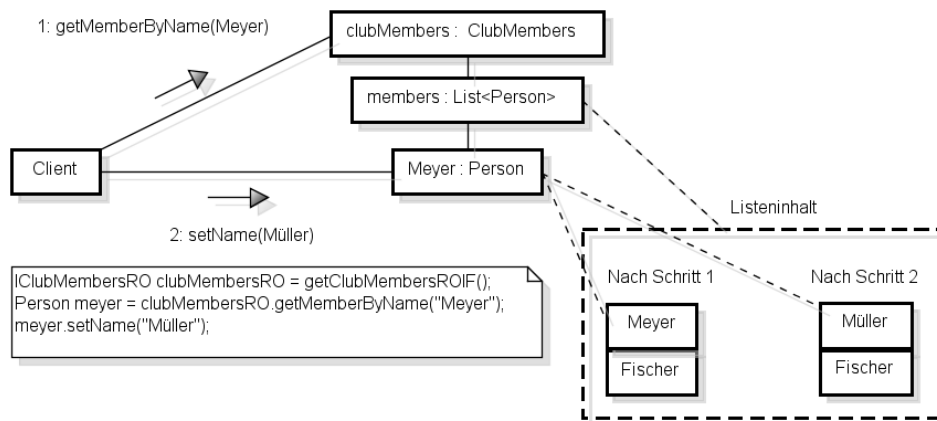 1: getMemberByName(Meyer)
clubMembers :  ClubMembers
members : List<Person>
Client
Meyer : Person
2: setName(Müller)
Listeninhalt
IClubMembersRO clubMembersRO = getClubMembersROIF();
Person meyer = clubMembersRO.getMemberByName("Meyer");
meyer.setName("Müller");
Nach Schritt 1
Nach Schritt 2
Meyer
Müller
Fischer
Fischer